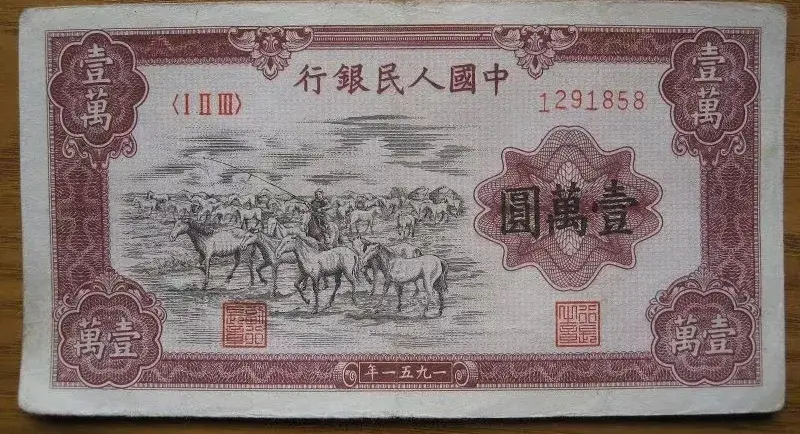 中國人民銀行
壹萬
壹萬
〈I II III〉
1291858
壹萬圓
壹萬
壹萬
一九五一年